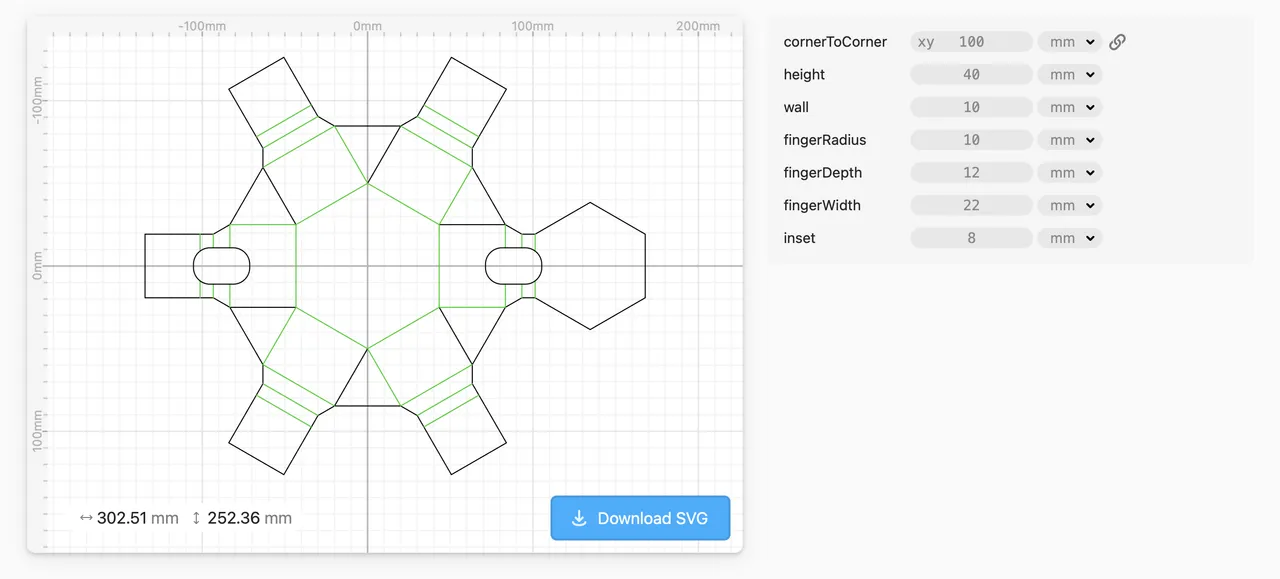 -100mm 0mm 100mm 200mm
-100mm
0mm
100mm
302.51 mm 252.36 mm
Download SVG
cornerToCorner xy 100 mm
height 40 mm
wall 10 mm
fingerRadius 10 mm
fingerDepth 12 mm
fingerWidth 22 mm
inset 8 mm